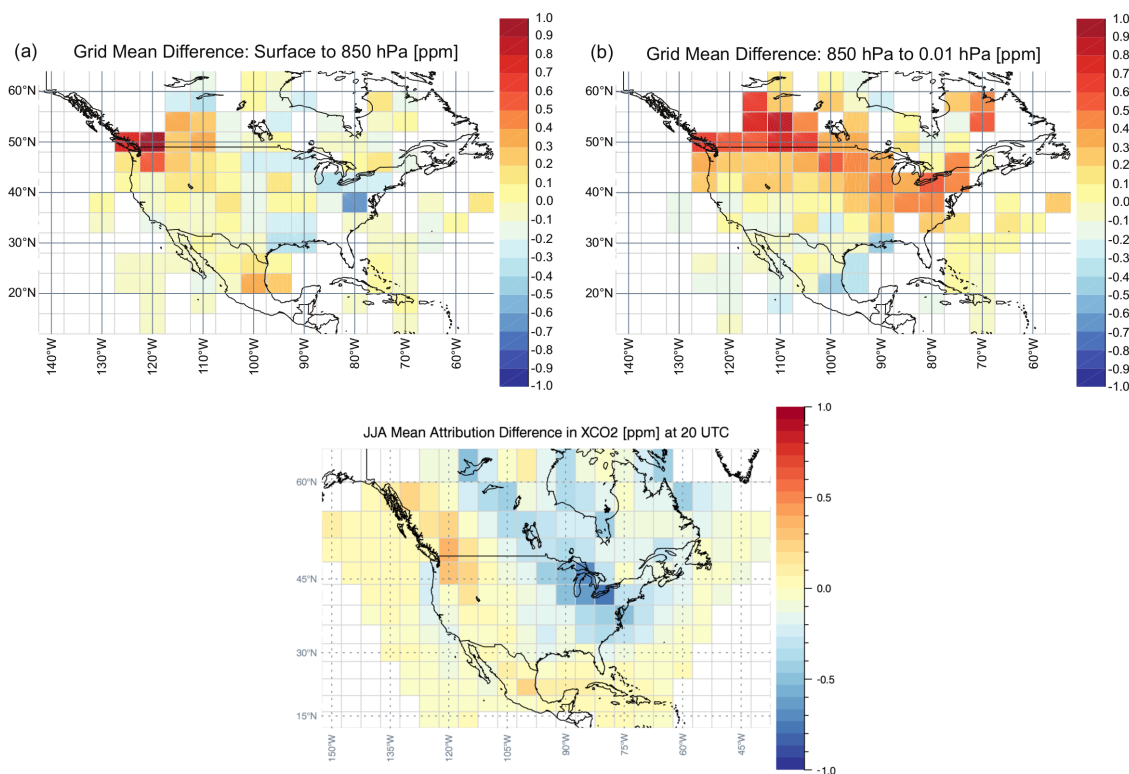 (a)
Grid Mean Difference: Surface to 850 hPa [ppm]
60°N
50°N
40°N
30°N
20°N
140°W
130°W
120°W
110°W
100°W
90°W
80°W
70°W
60°W
1.0
0.9
0.8
0.7
0.6
0.5
0.4
0.3
0.2
0.1
0.0
-0.1
-0.2
-0.3
-0.4
-0.5
-0.6
-0.7
-0.8
-0.9
-1.0
(b)
Grid Mean Difference: 850 hPa to 0.01 hPa [ppm]
60°N
50°N
40°N
30°N
20°N
140°W
130°W
120°W
110°W
100°W
90°W
80°W
70°W
60°W
1.0
0.9
0.8
0.7
0.6
0.5
0.4
0.3
0.2
0.1
0.0
-0.1
-0.2
-0.3
-0.4
-0.5
-0.6
-0.7
-0.8
-0.9
-1.0
JJA Mean Attribution Difference in XCO2 [ppm] at 20 UTC
60°N
45°N
30°N
15°N
150°W
135°W
120°W
105°W
90°W
75°W
60°W
45°W
1.0
0.5
0.0
-0.5
-1.0